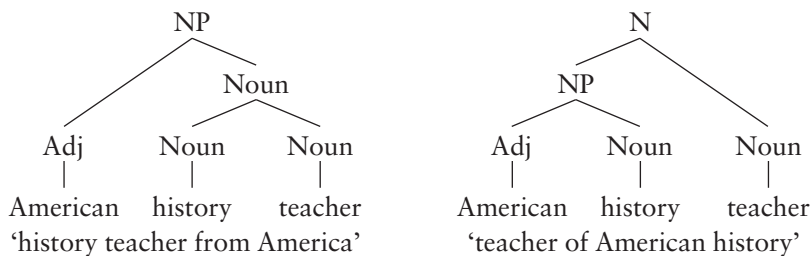 NP N
Noun NP
Adj Noun Noun Adj Noun Noun
American history teacher American history teacher
‘history teacher from America’ ‘teacher of American history’